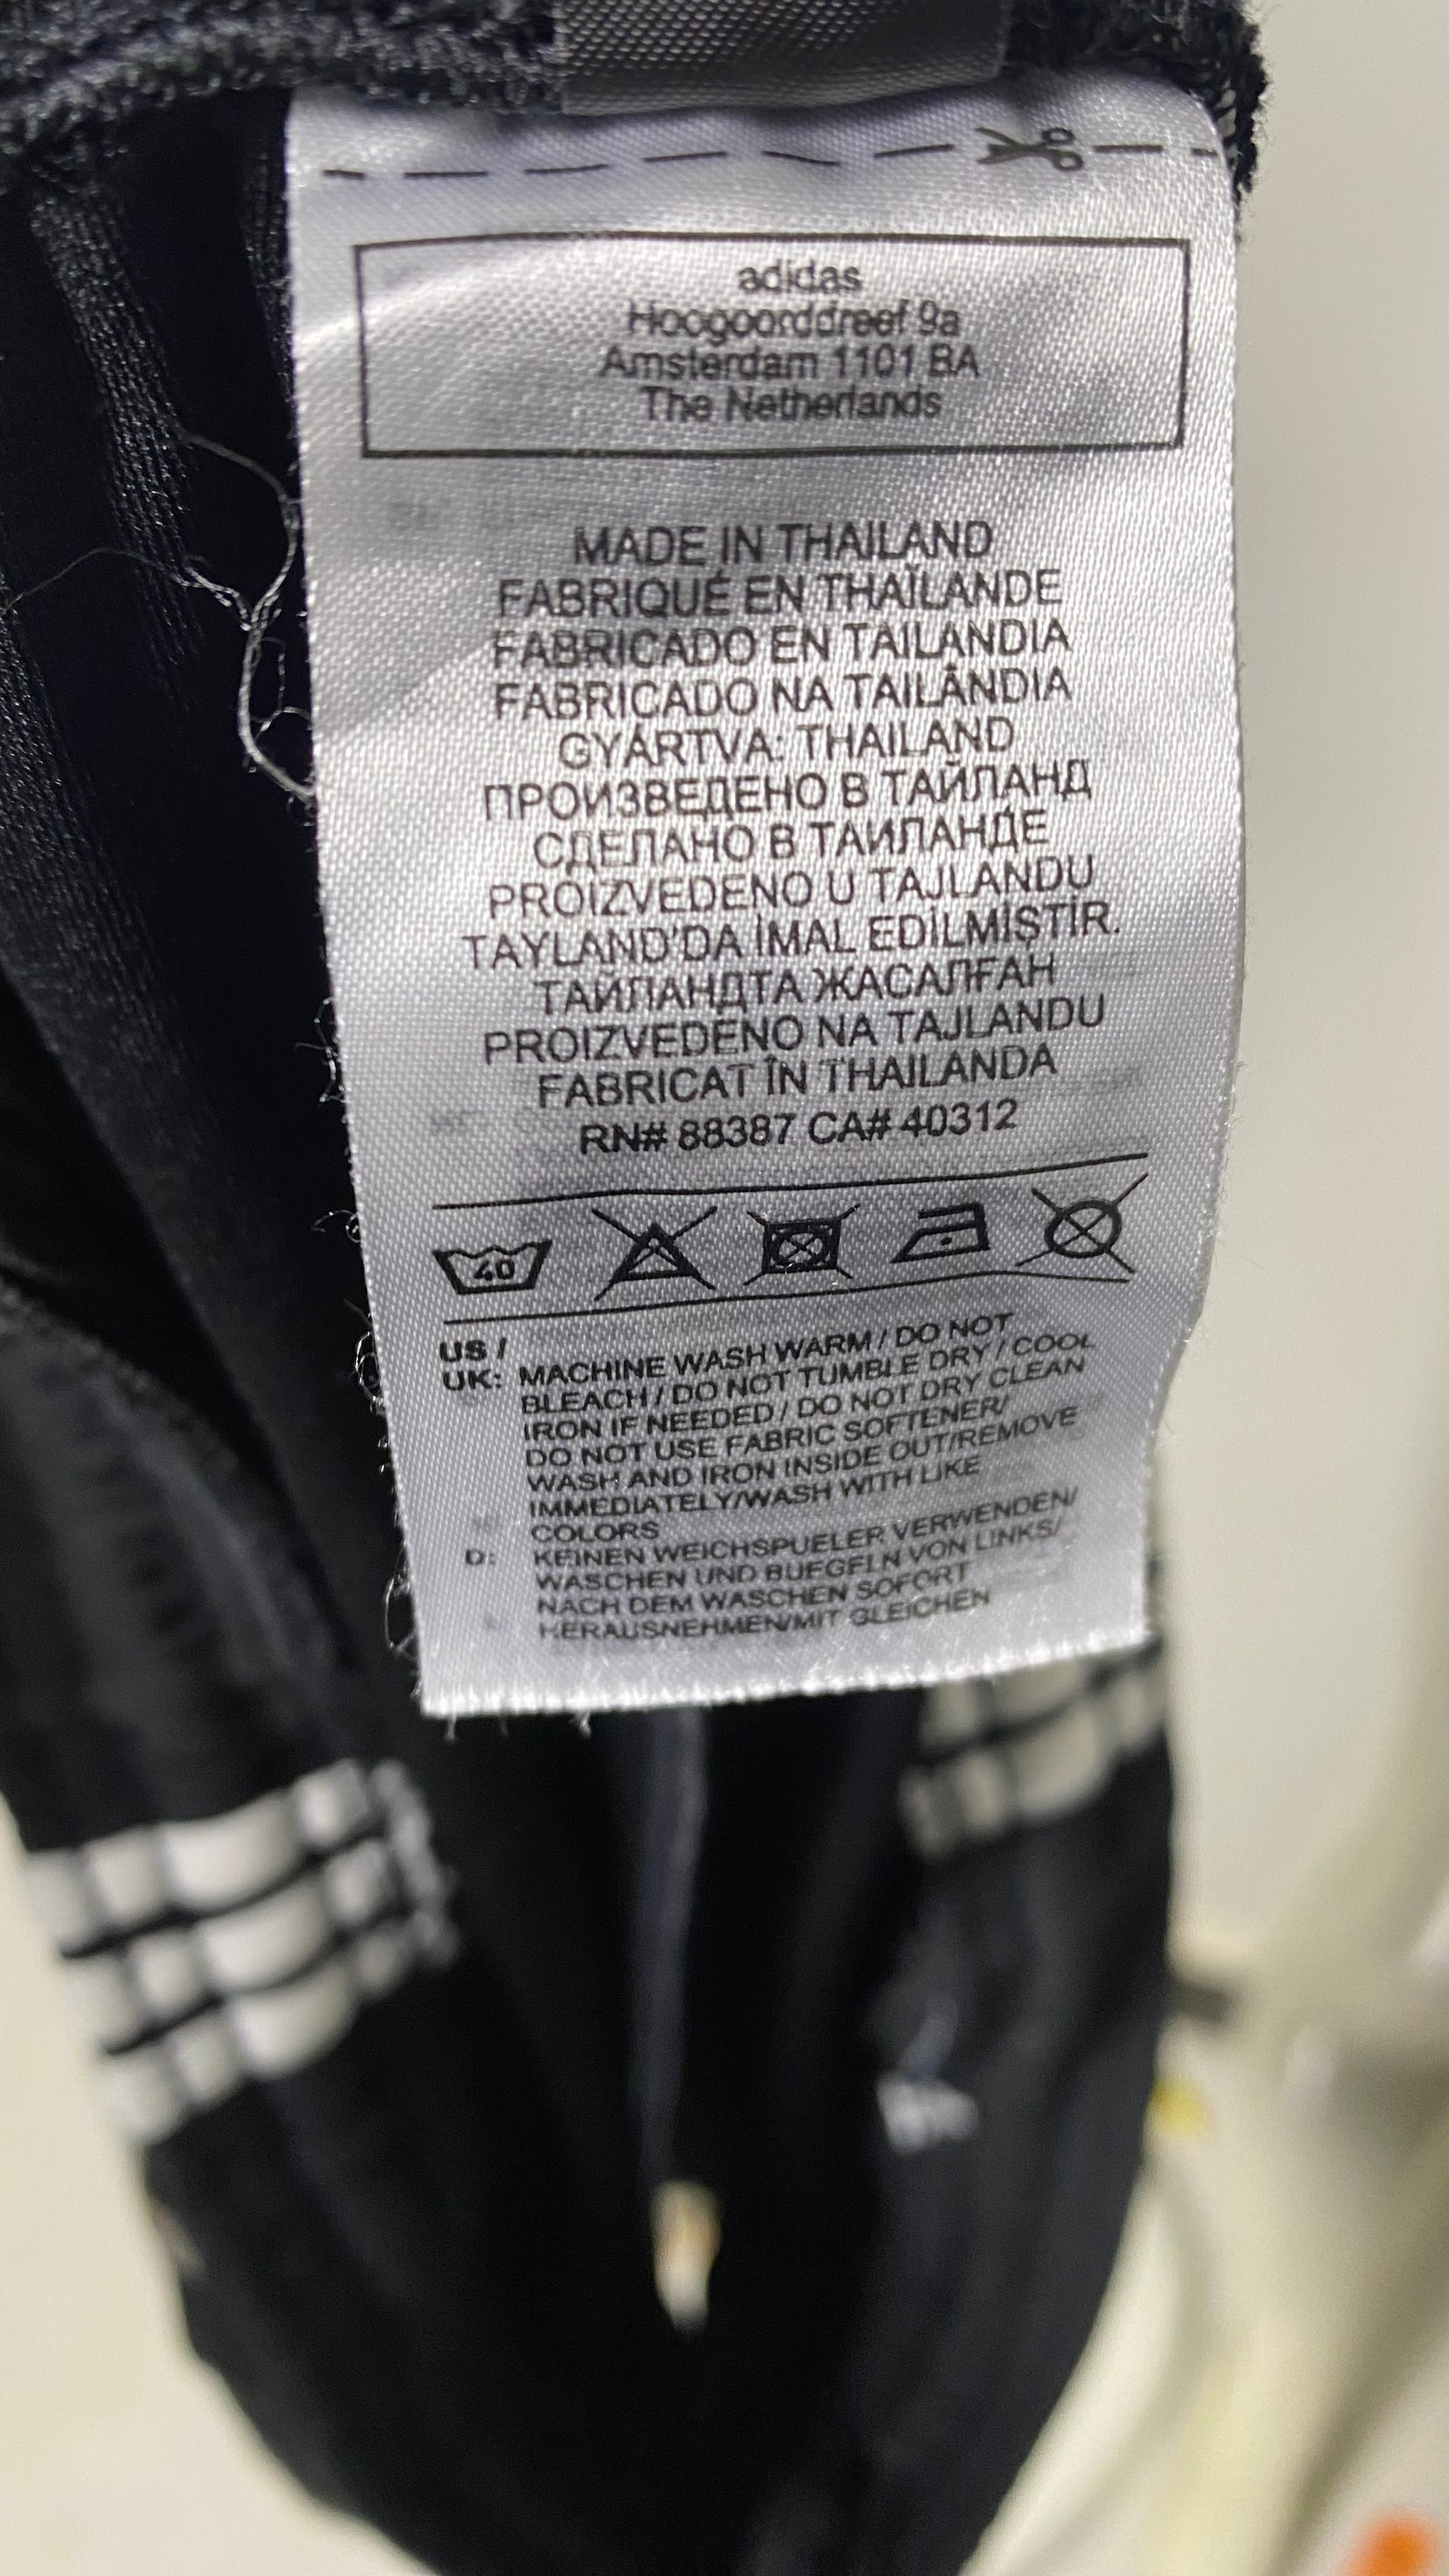 adidas
Hoogoorddreef 9a
Amsterdam 1101 BA
The Netherlands
MADE IN THAILAND
FABRIQUÉ EN THAÏLANDE
FABRICADO EN TAILANDIA
FABRICADO NA TAILÂNDIA
GYÁRTVA: THAILAND
ПРОИЗВЕДЕНО В ТАЙЛАНД
СДЕЛАНО В ТАИЛАНДЕ
PROIZVEDENO U TAJLANDU
TAYLAND'DA İMAL EDİLMİŞTİR.
ТАЙЛАНДТА ЖАСАЛҒАН
PROIZVEDENO NA TAJLANDU
FABRICAT ÎN THAILANDA
RN# 88387 CA# 40312
40
US /
UK: MACHINE WASH WARM / DO NOT
BLEACH / DO NOT TUMBLE DRY / COOL
IRON IF NEEDED / DO NOT DRY CLEAN
DO NOT USE FABRIC SOFTENER/
WASH AND IRON INSIDE OUT/REMOVE
IMMEDIATELY/WASH WITH LIKE
COLORS
D: KEINEN WEICHSPUELER VERWENDEN/
WASCHEN UND BUEGELN VON LINKS/
NACH DEM WASCHEN SOFORT
HERAUSNEHMEN/MIT GLEICHEN